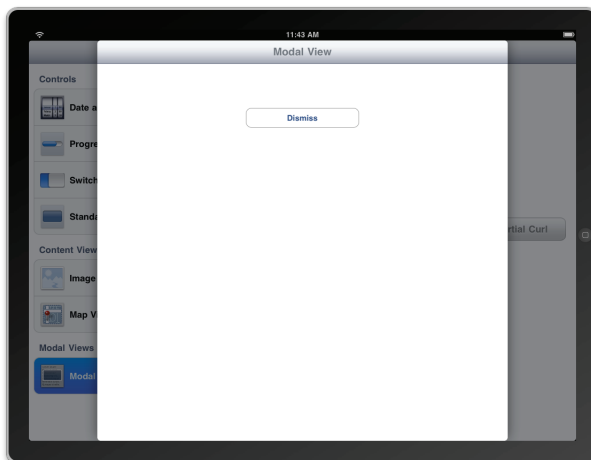 11:43 AM
Modal View
Controls
Date a
Progre
Switch
Standa
Content View
Image
Map V
Modal Views
Modal
Dismiss
rtial Curl